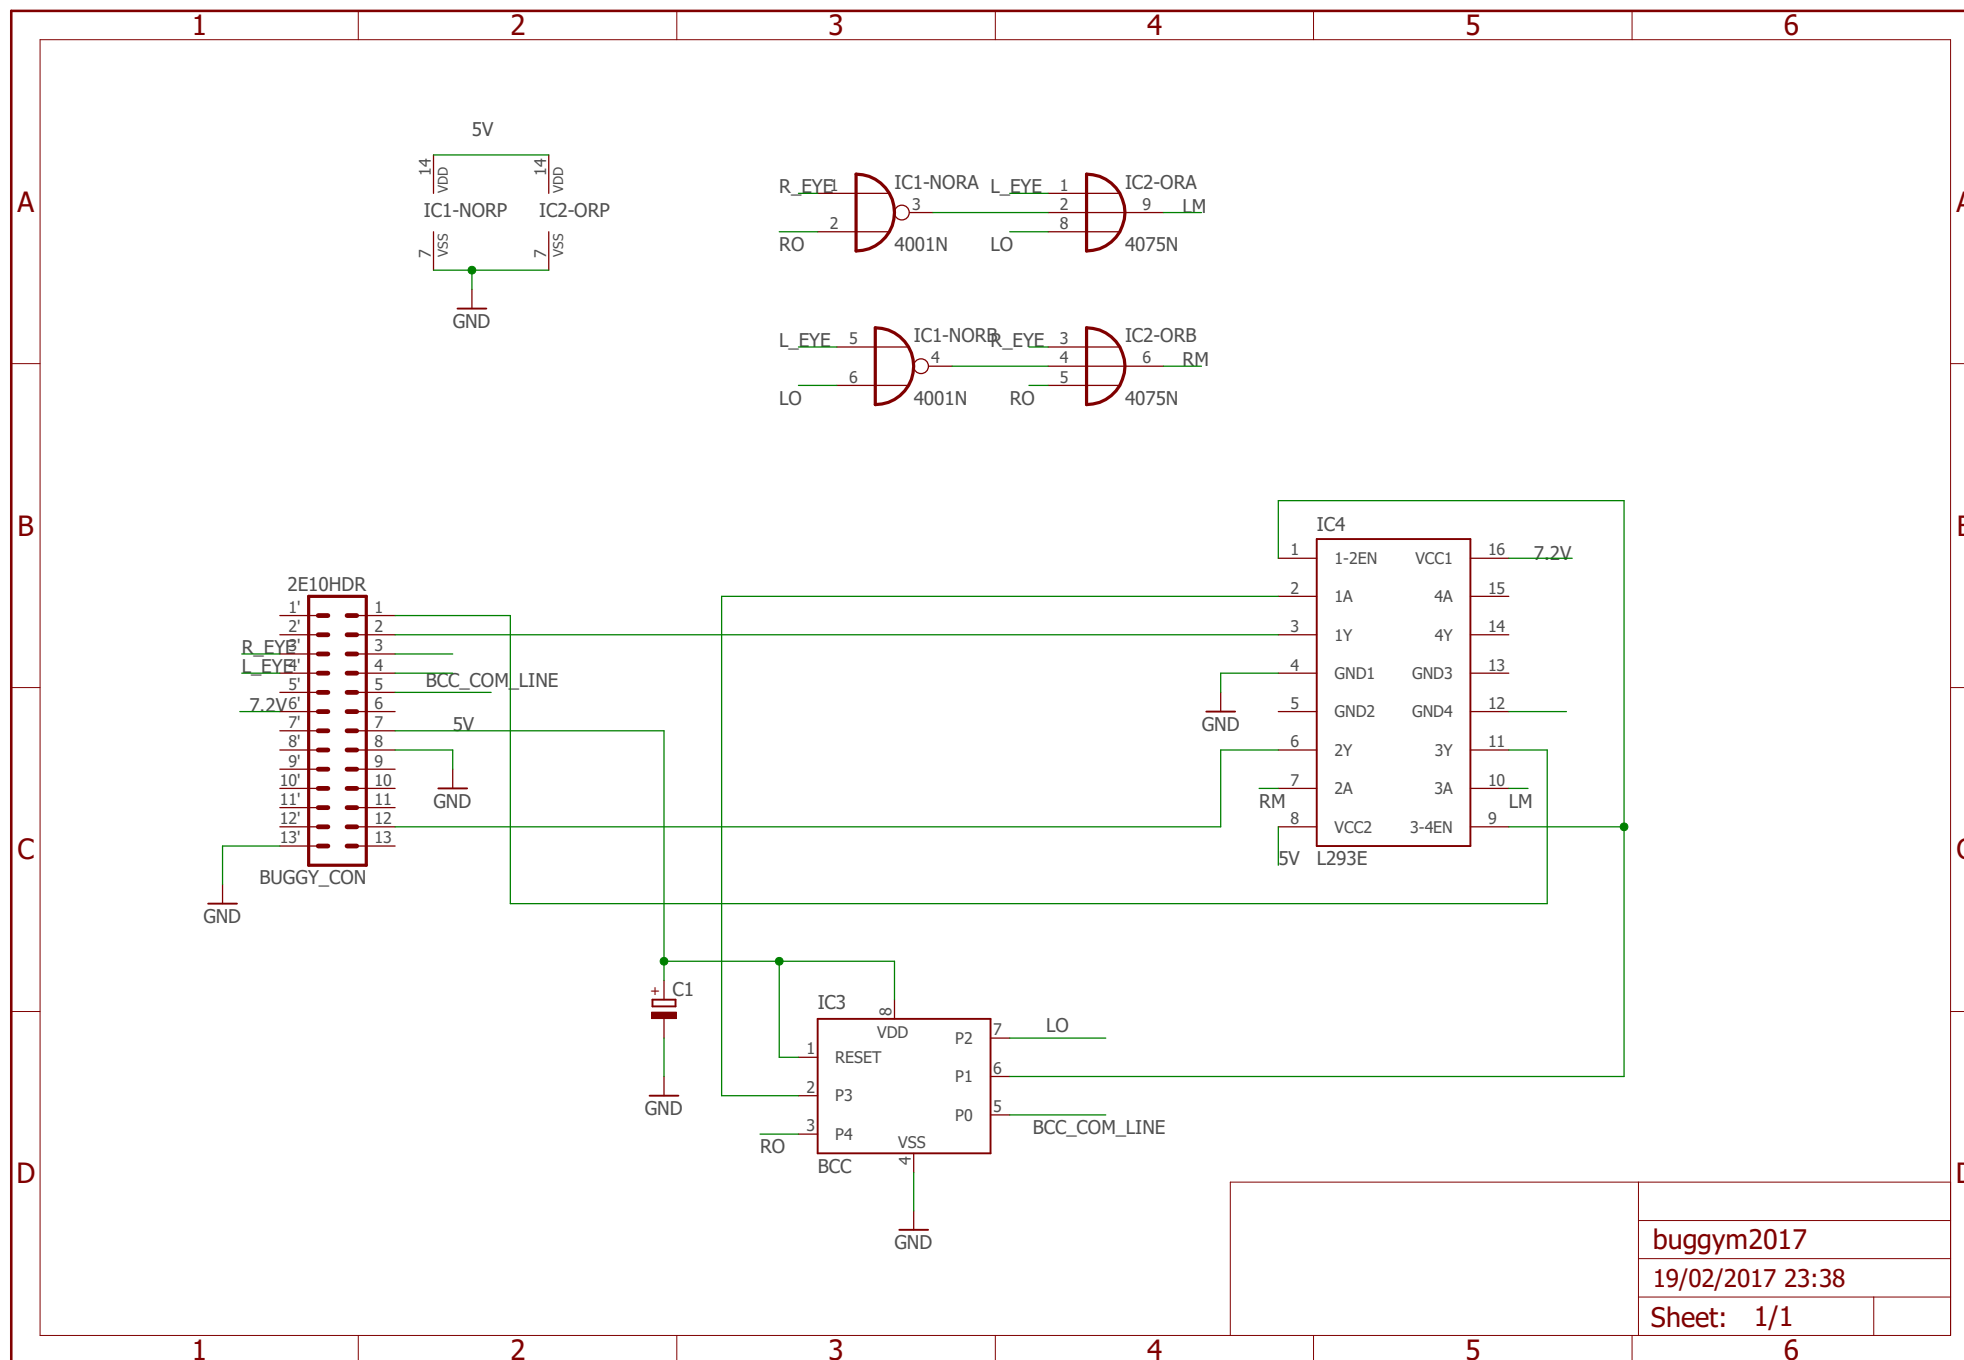 1 2 3 4 5 6
A
5V
14 VDD 14 VDD
IC1-NORP IC2-ORP
7 VSS 7 VSS
GND
R_EYE 1 IC1-NORA L_EYE 1 IC2-ORA
3 2 9 LM
2 8
RO 4001N LO 4075N
L_EYE 5 IC1-NORB R_EYE 3 IC2-ORB
4 4 6 RM
6 5
LO 4001N RO 4075N
B
IC4
1 1-2EN VCC1 16 7.2V
2 1A 4A 15
3 1Y 4Y 14
4 GND1 GND3 13
GND
5 GND2 GND4 12
6 2Y 3Y 11
7 2A 3A 10
RM LM
8 VCC2 3-4EN 9
5V L293E
2E10HDR
1' 1
2' 2
R_EYE 3' 3
L_EYE 4' 4
BCC_COM_LINE
5' 5
7.2V 6' 6
7' 7 5V
8' 8
9' 9
10' 10
GND
11' 11
12' 12
13' 13
BUGGY_CON
GND
C
+ C1
GND
IC3
8
VDD
1 RESET P2 7 LO
2 P3 P1 6
3 P4 P0 5
RO BCC_COM_LINE
VSS
BCC 4
GND
D
buggym2017
19/02/2017 23:38
Sheet: 1/1
1 2 3 4 5 6